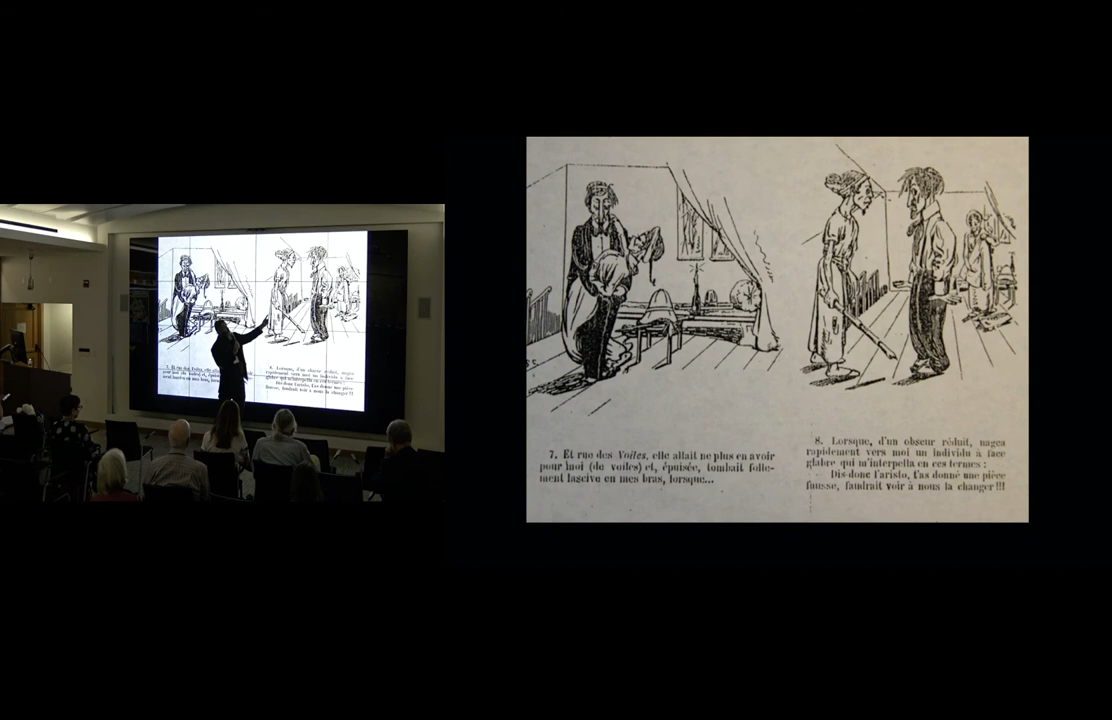 7. Et rue des Voiles, elle allait ne plus en avoir
pour moi (de voiles) et, épuisée, tombait folle-
ment lascive en mes bras, lorsque...
8. Lorsque, d'un obscur réduit, nagea
rapidement vers moi un individu à face
glabre qui m'interpella en ces termes :
Dis-donc l'aristo, t'as donné une pièce
fausse, faudrait voir à nous la changer!!!